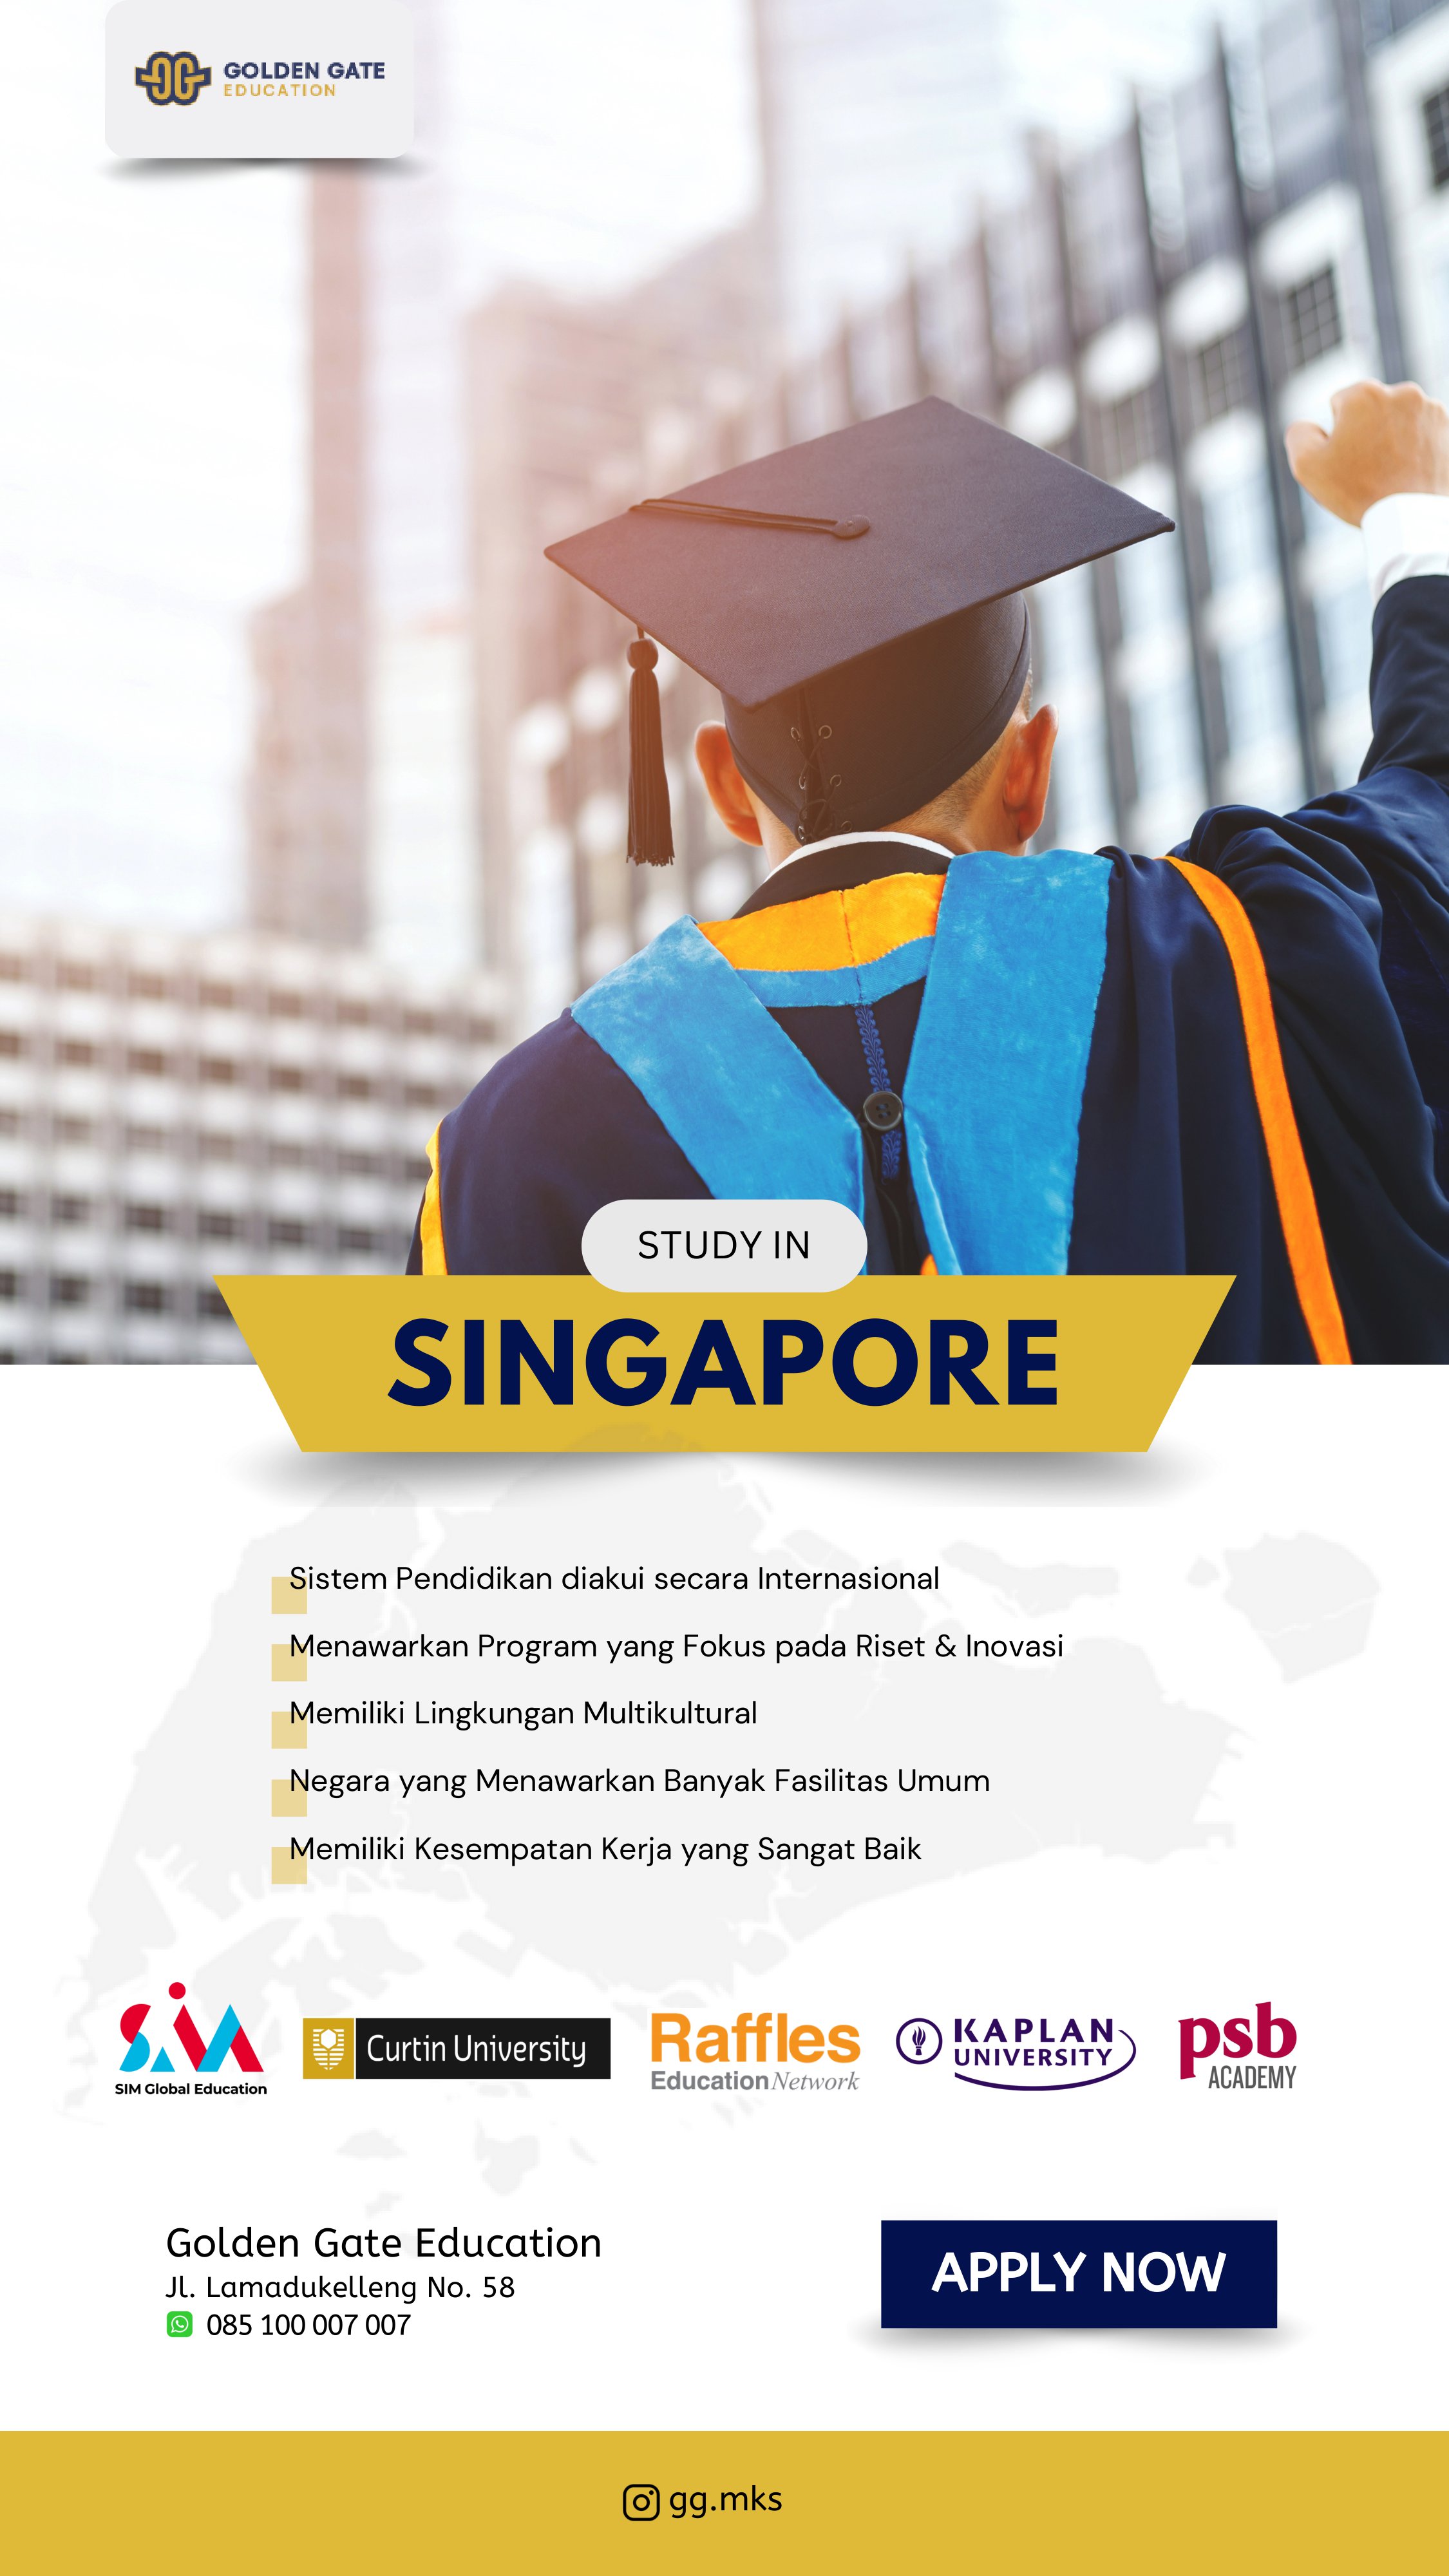 GOLDEN GATE
EDUCATION
STUDY IN
SINGAPORE
Sistem Pendidikan diakui secara Internasional
Menawarkan Program yang Fokus pada Riset & Inovasi
Memiliki Lingkungan Multikultural
Negara yang Menawarkan Banyak Fasilitas Umum
Memiliki Kesempatan Kerja yang Sangat Baik
SIM
SIM Global Education
Curtin University
Raffles
Education Network
KAPLAN
UNIVERSITY
psb
ACADEMY
Golden Gate Education
Jl. Lamadukelleng No. 58
085 100 007 007
APPLY NOW
gg.mks